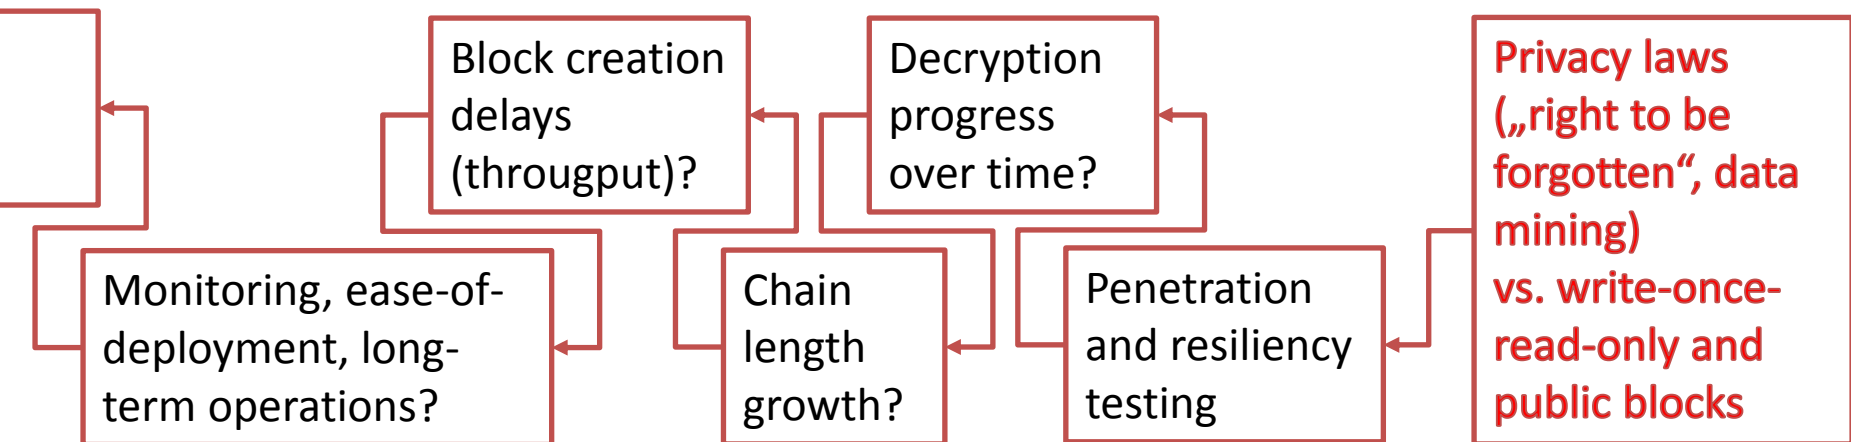 Block creation
delays
(througput)?
Decryption
progress
over time?
Privacy laws
(„right to be
forgotten“, data
mining)
vs. write-once-
read-only and
public blocks
Monitoring, ease-of-
deployment, long-
term operations?
Chain
length
growth?
Penetration
and resiliency
testing